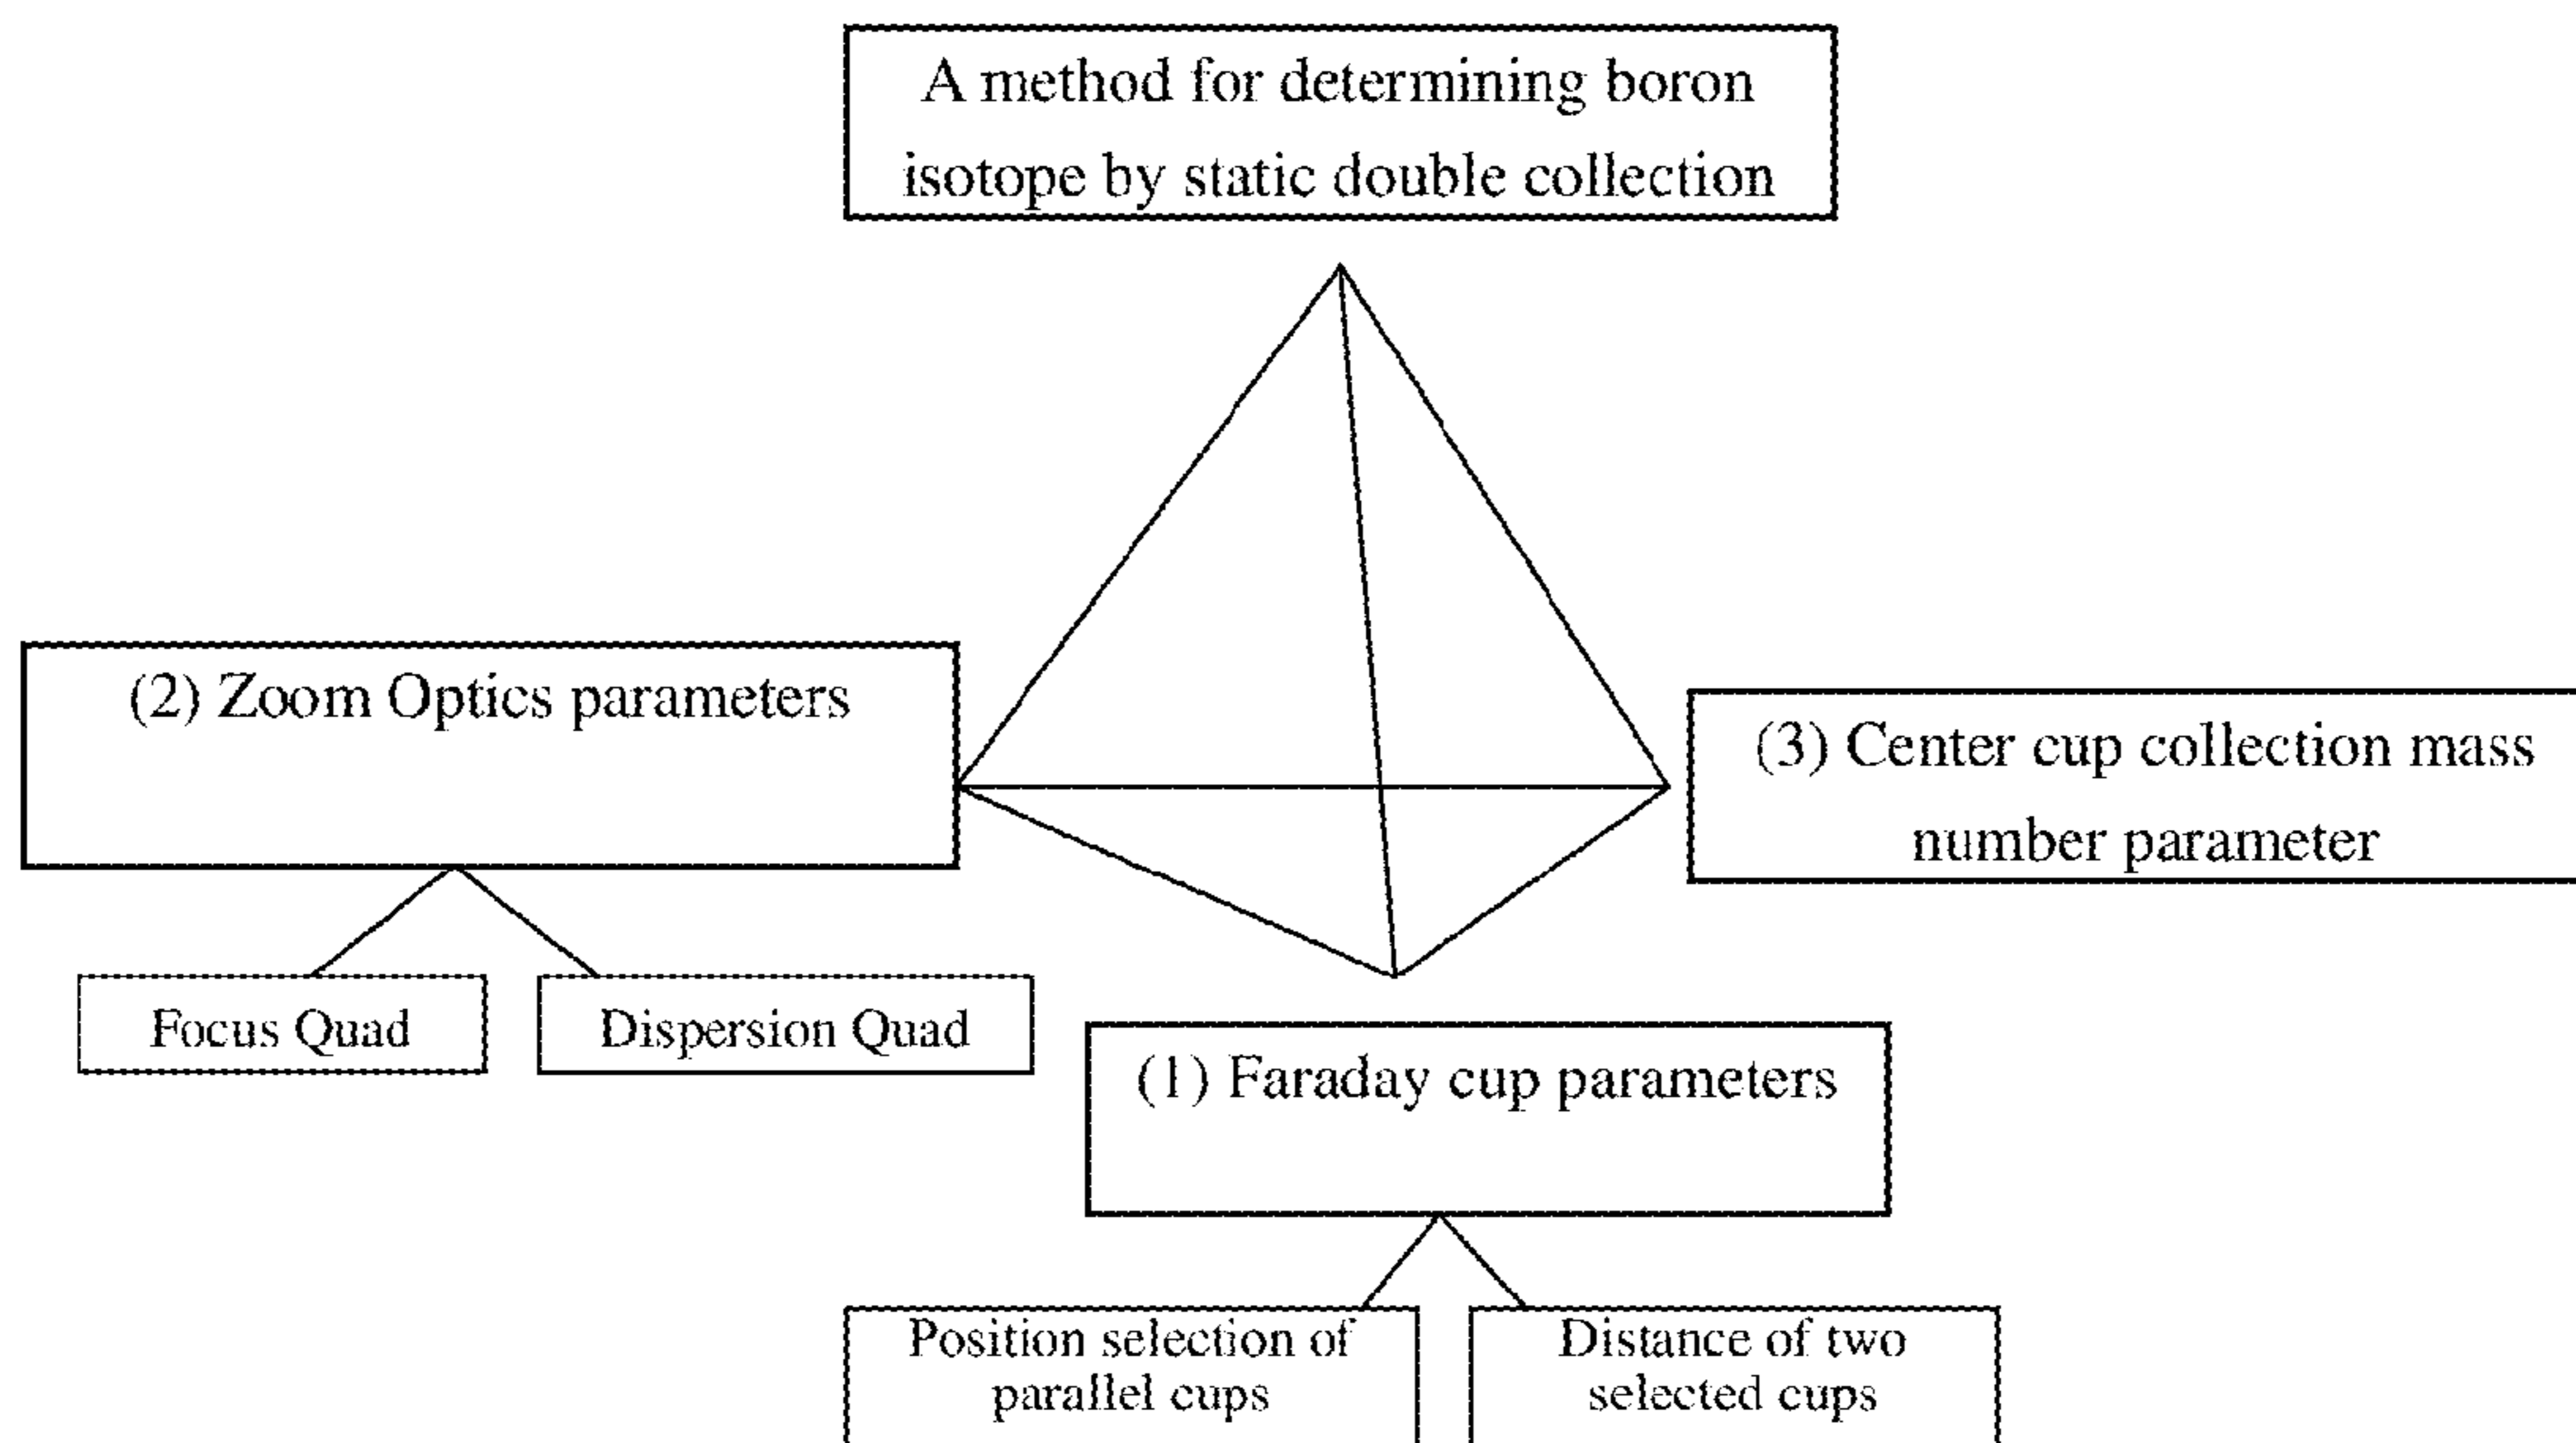 A method for determining boron
isotope by static double collection
(2) Zoom Optics parameters
(3) Center cup collection mass
number parameter
Focus Quad
Dispersion Quad
(1) Faraday cup parameters
Position selection of
parallel cups
Distance of two
selected cups